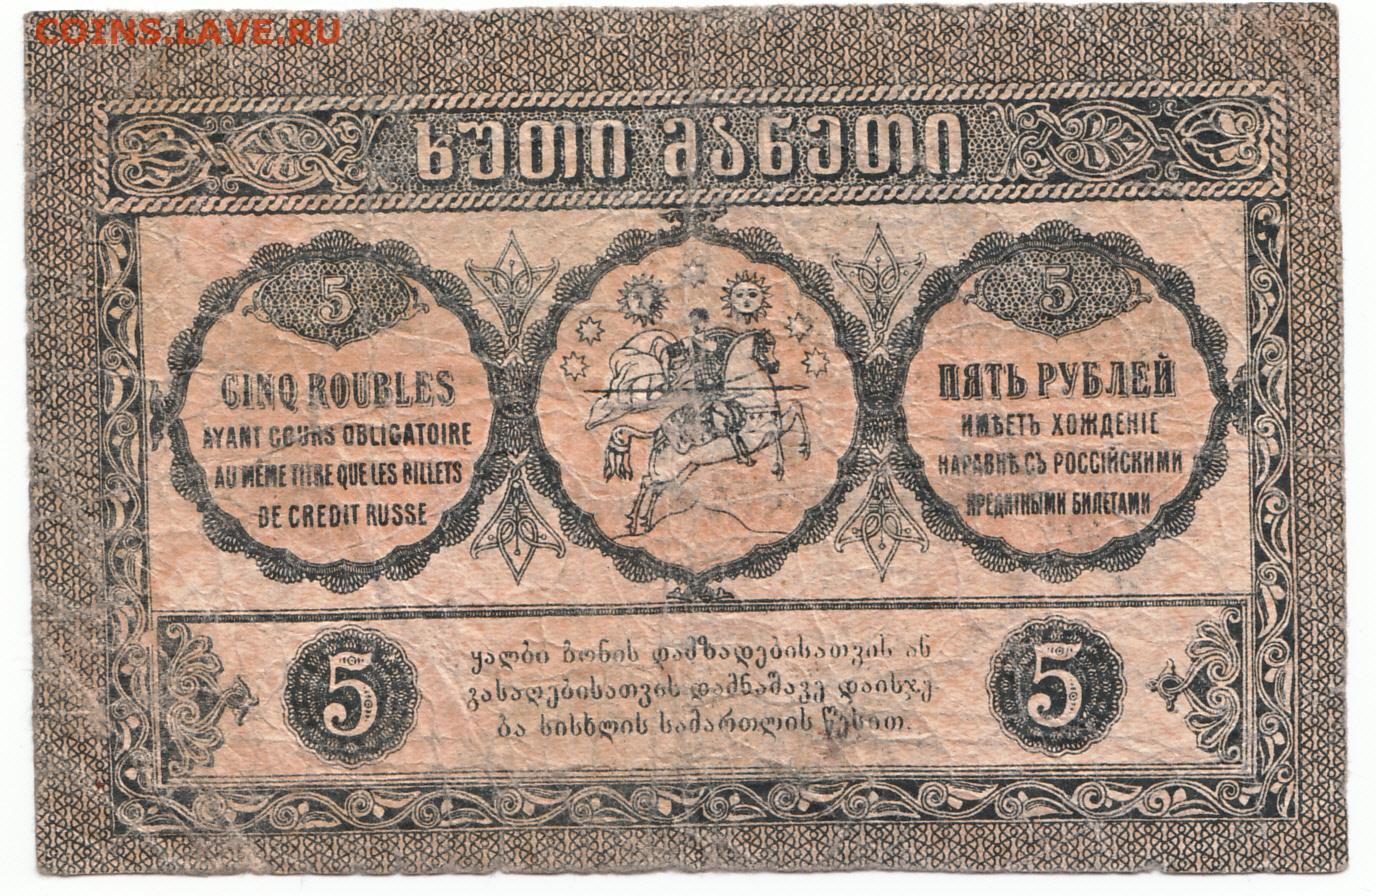 COINS.LAVE.RU
ხუთი მანეთი
5
CINQ ROUBLES
AYANT COURS OBLIGATOIRE
AU MÊME TITRE QUE LES BILLETS
DE CREDIT RUSSE
5
ПЯТЬ РУБЛЕЙ
ИМѢЕТЪ ХОЖДЕНІЕ
НАРАВНѢ СЪ РОССІЙСКИМИ
КРЕДИТНЫМИ БИЛЕТАМИ
5
ყალბი ბონის დამზადებისათვის ან
გასაღებისათვის დამნაშავე დაისჯე-
ბა სისხლის სამართლის წესით.
5